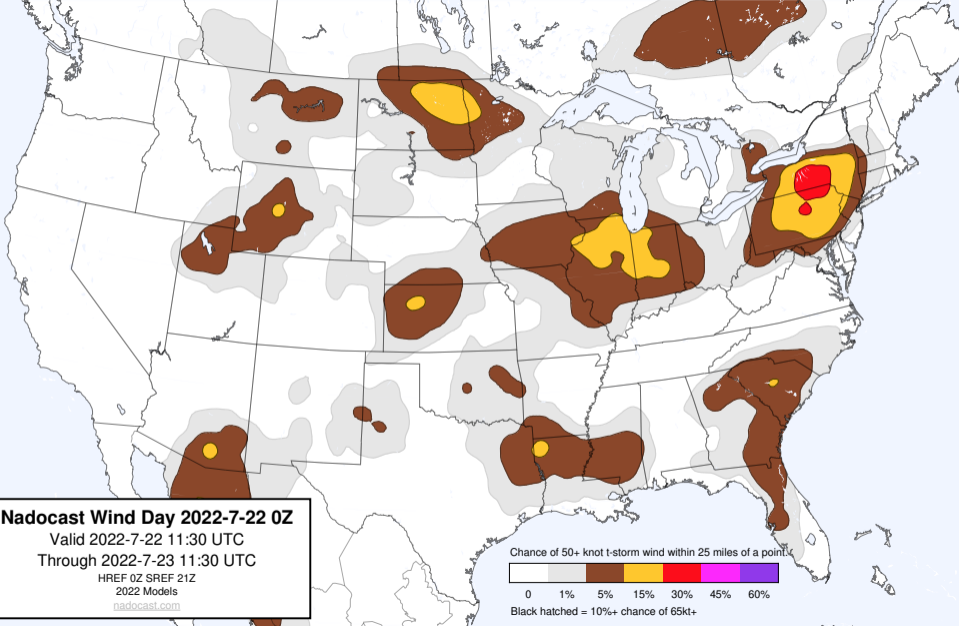 Nadocast Wind Day 2022-7-22 0Z
Valid 2022-7-22 11:30 UTC
Through 2022-7-23 11:30 UTC
HREF 0Z SREF 21Z
2022 Models
nadocast.com
Chance of 50+ knot t-storm wind within 25 miles of a point.
0 1% 5% 15% 30% 45% 60%
Black hatched = 10%+ chance of 65kt+